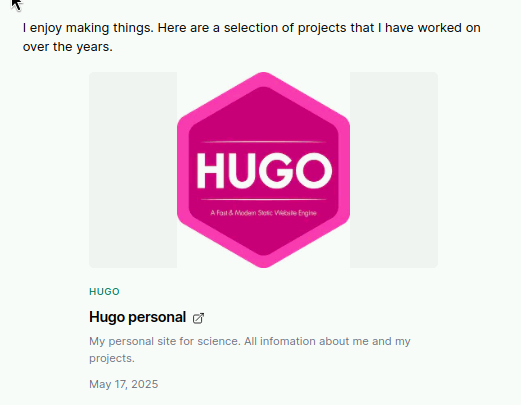 I enjoy making things. Here are a selection of projects that I have worked on
over the years.
HUGO
A Fast & Modern Static Website Engine
HUGO
Hugo personal
My personal site for science. All infomation about me and my
projects.
May 17, 2025